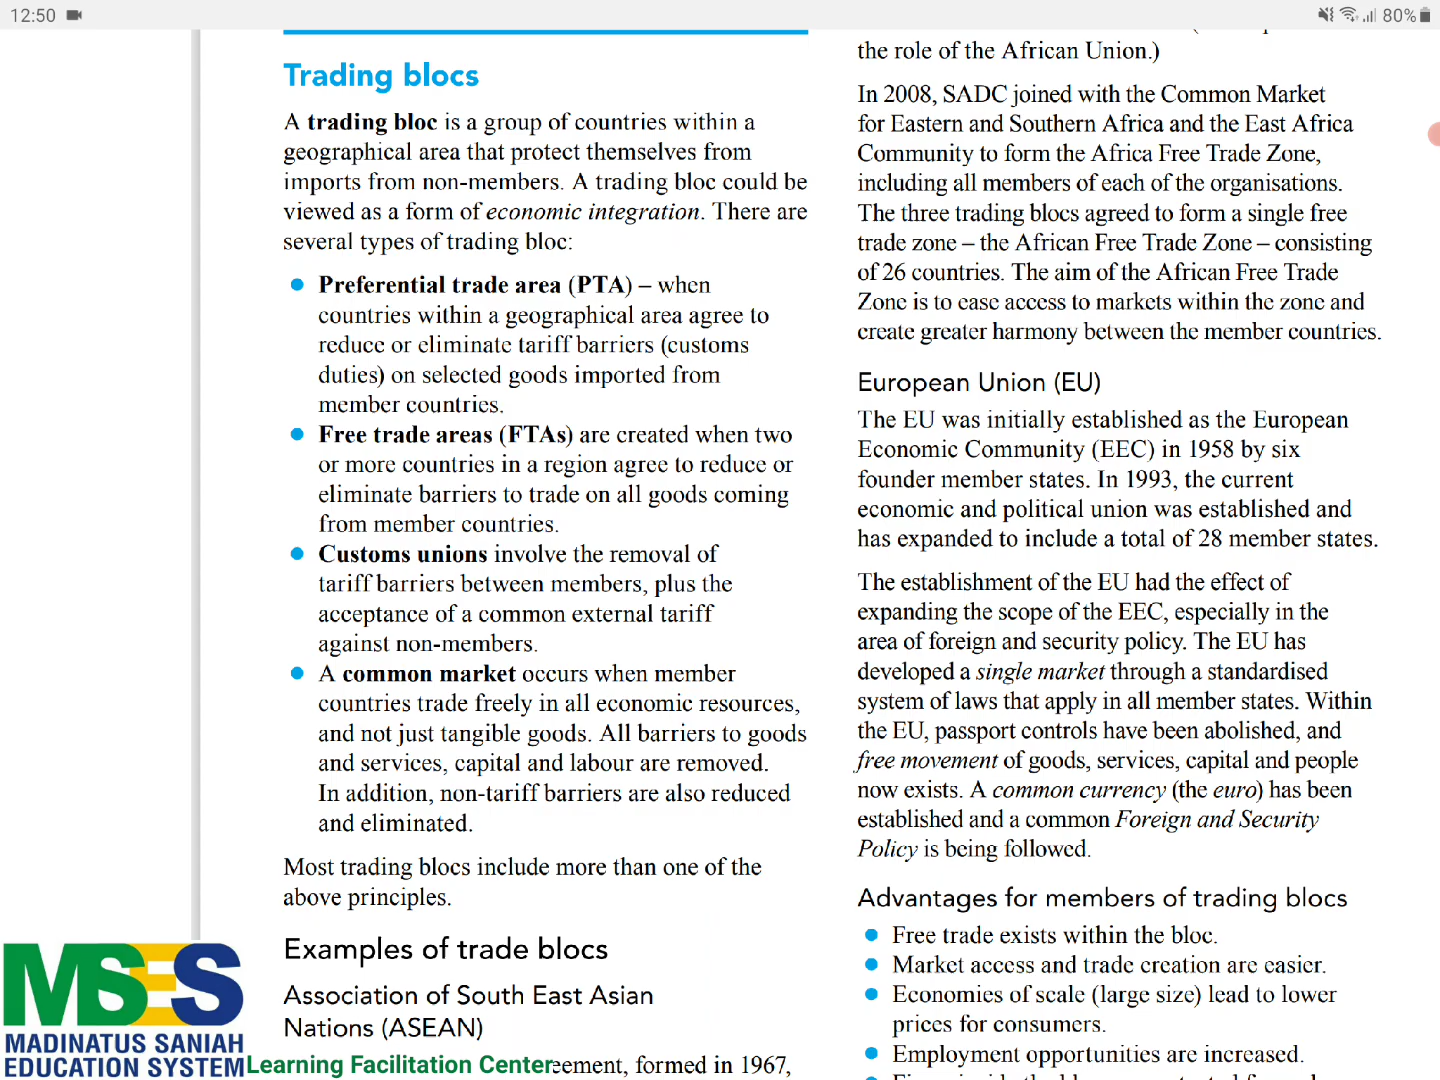 12:50
80%
Trading blocs
A trading bloc is a group of countries within a
geographical area that protect themselves from
imports from non-members. A trading bloc could be
viewed as a form of economic integration. There are
several types of trading bloc:
Preferential trade area (PTA) – when
countries within a geographical area agree to
reduce or eliminate tariff barriers (customs
duties) on selected goods imported from
member countries.
Free trade areas (FTAs) are created when two
or more countries in a region agree to reduce or
eliminate barriers to trade on all goods coming
from member countries.
Customs unions involve the removal of
tariff barriers between members, plus the
acceptance of a common external tariff
against non-members.
A common market occurs when member
countries trade freely in all economic resources,
and not just tangible goods. All barriers to goods
and services, capital and labour are removed.
In addition, non-tariff barriers are also reduced
and eliminated.
Most trading blocs include more than one of the
above principles.
Examples of trade blocs
Association of South East Asian
Nations (ASEAN)
formed in 1967,
the role of the African Union.)
In 2008, SADC joined with the Common Market
for Eastern and Southern Africa and the East Africa
Community to form the Africa Free Trade Zone,
including all members of each of the organisations.
The three trading blocs agreed to form a single free
trade zone – the African Free Trade Zone – consisting
of 26 countries. The aim of the African Free Trade
Zone is to ease access to markets within the zone and
create greater harmony between the member countries.
European Union (EU)
The EU was initially established as the European
Economic Community (EEC) in 1958 by six
founder member states. In 1993, the current
economic and political union was established and
has expanded to include a total of 28 member states.
The establishment of the EU had the effect of
expanding the scope of the EEC, especially in the
area of foreign and security policy. The EU has
developed a single market through a standardised
system of laws that apply in all member states. Within
the EU, passport controls have been abolished, and
free movement of goods, services, capital and people
now exists. A common currency (the euro) has been
established and a common Foreign and Security
Policy is being followed.
Advantages for members of trading blocs
Free trade exists within the bloc.
Market access and trade creation are easier.
Economies of scale (large size) lead to lower
prices for consumers.
Employment opportunities are increased.
MSES
MADINATUS SANIAH
EDUCATION SYSTEM
Learning Facilitation Center